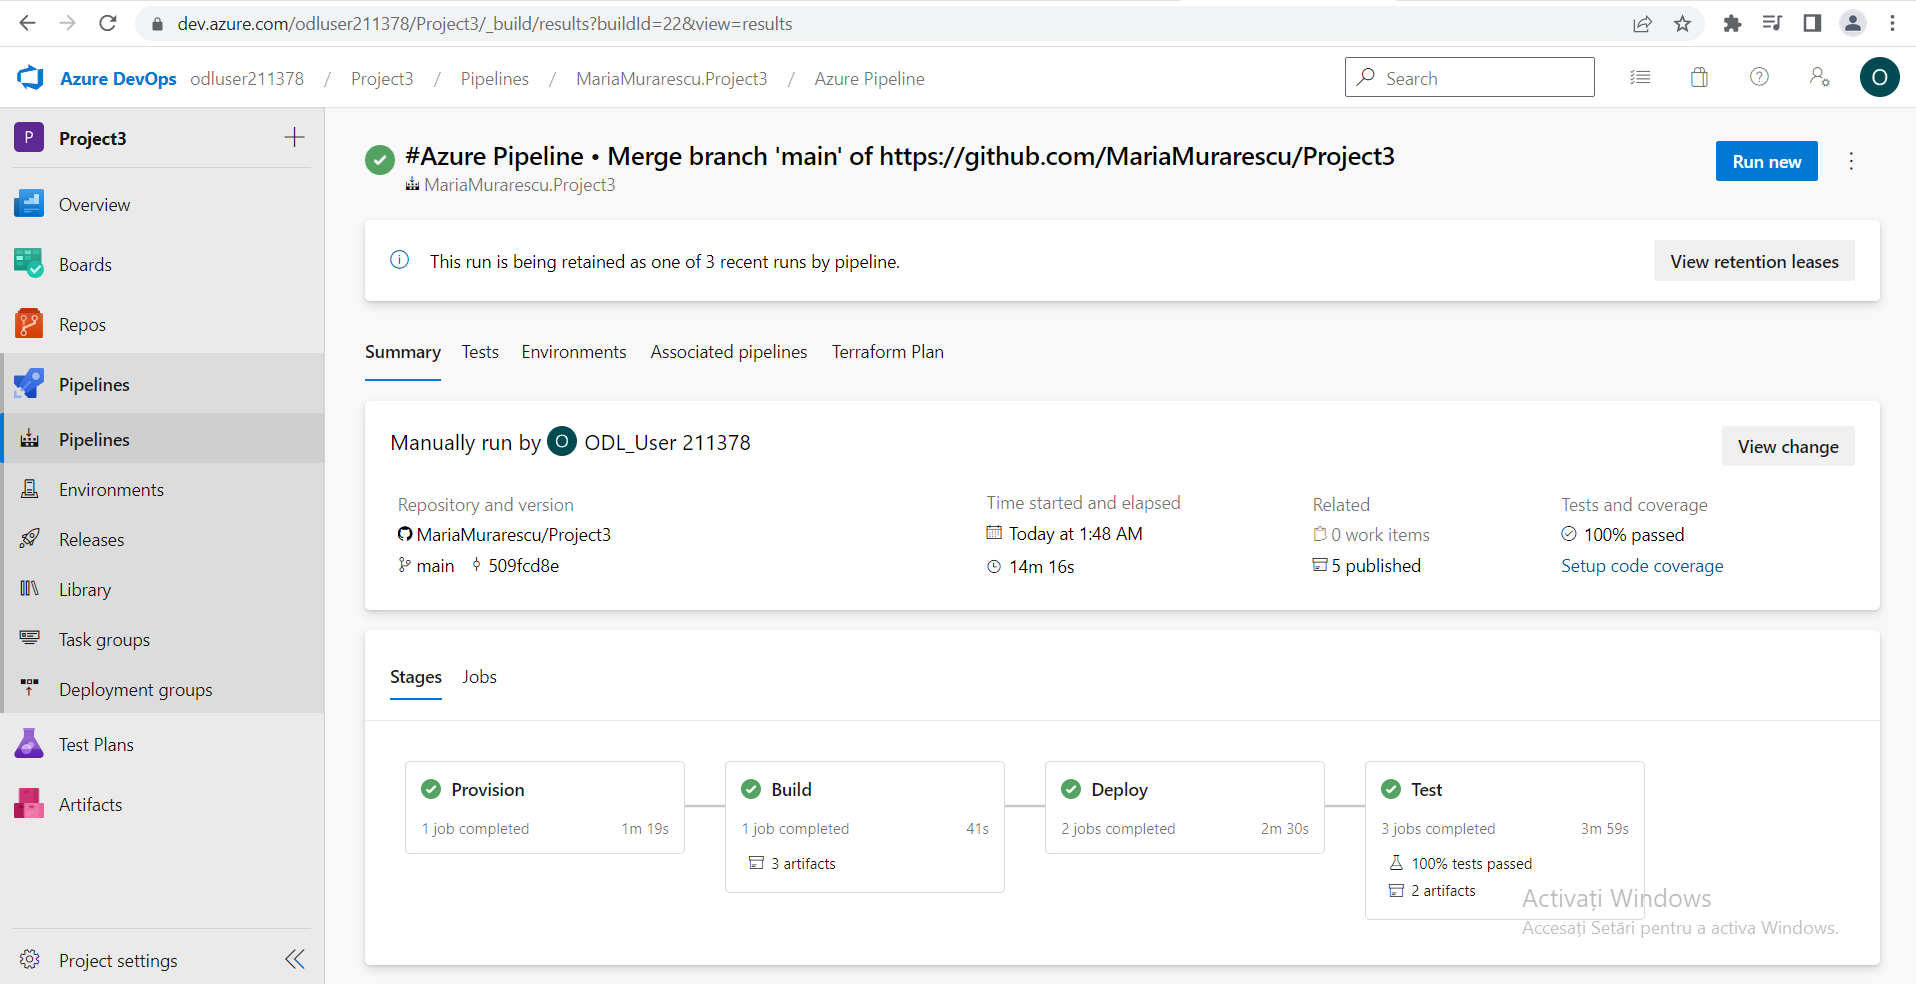 dev.azure.com/odluser211378/Project3/_build/results?buildId=22&view=results
Azure DevOps odluser211378 / Project3 / Pipelines / MariaMurarescu.Project3 / Azure Pipeline
Search
O
P Project3
Overview
Boards
Repos
Pipelines
Pipelines
Environments
Releases
Library
Task groups
Deployment groups
Test Plans
Artifacts
Project settings
#Azure Pipeline • Merge branch 'main' of https://github.com/MariaMurarescu/Project3
MariaMurarescu.Project3
Run new
This run is being retained as one of 3 recent runs by pipeline.
View retention leases
Summary Tests Environments Associated pipelines Terraform Plan
Manually run by O ODL_User 211378
View change
Repository and version
MariaMurarescu/Project3
main 509fcd8e
Time started and elapsed
Today at 1:48 AM
14m 16s
Related
0 work items
5 published
Tests and coverage
100% passed
Setup code coverage
Stages Jobs
Provision
1 job completed 1m 19s
Build
1 job completed 41s
3 artifacts
Deploy
2 jobs completed 2m 30s
Test
3 jobs completed 3m 59s
100% tests passed
2 artifacts
Activați Windows
Accesați Setări pentru a activa Windows.